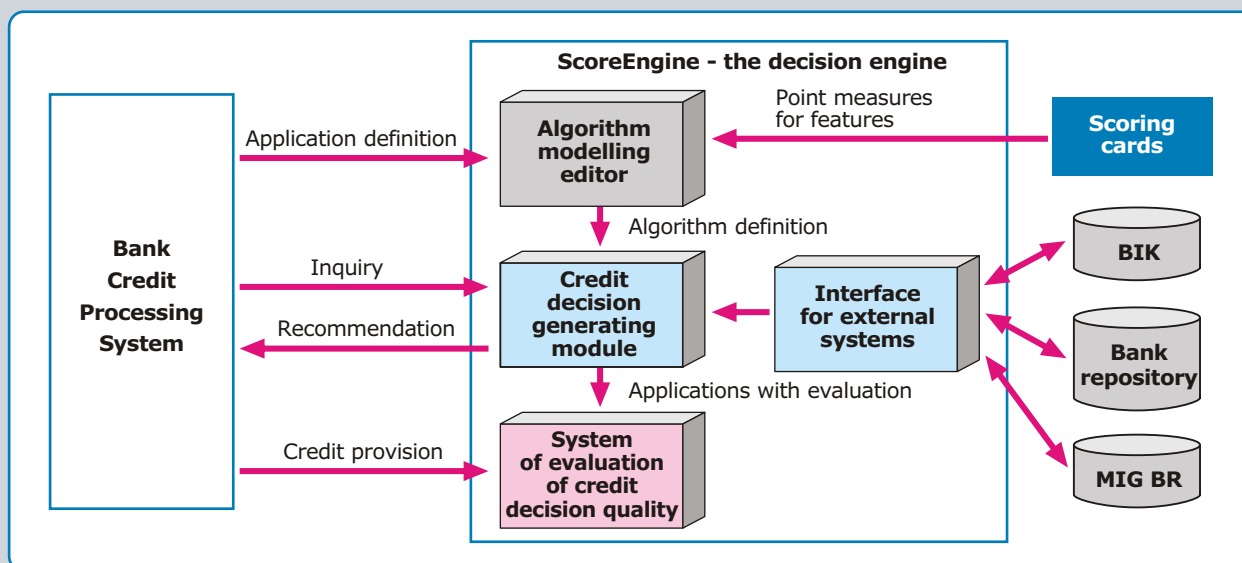 ScoreEngine - the decision engine
Bank
Credit
Processing
System
Application definition
Algorithm
modelling
editor
Point measures
for features
Scoring
cards
Algorithm definition
Inquiry
Recommendation
Credit
decision
generating
module
Interface
for external
systems
BIK
Bank
repository
MIG BR
Applications with evaluation
Credit provision
System
of evaluation
of credit
decision quality